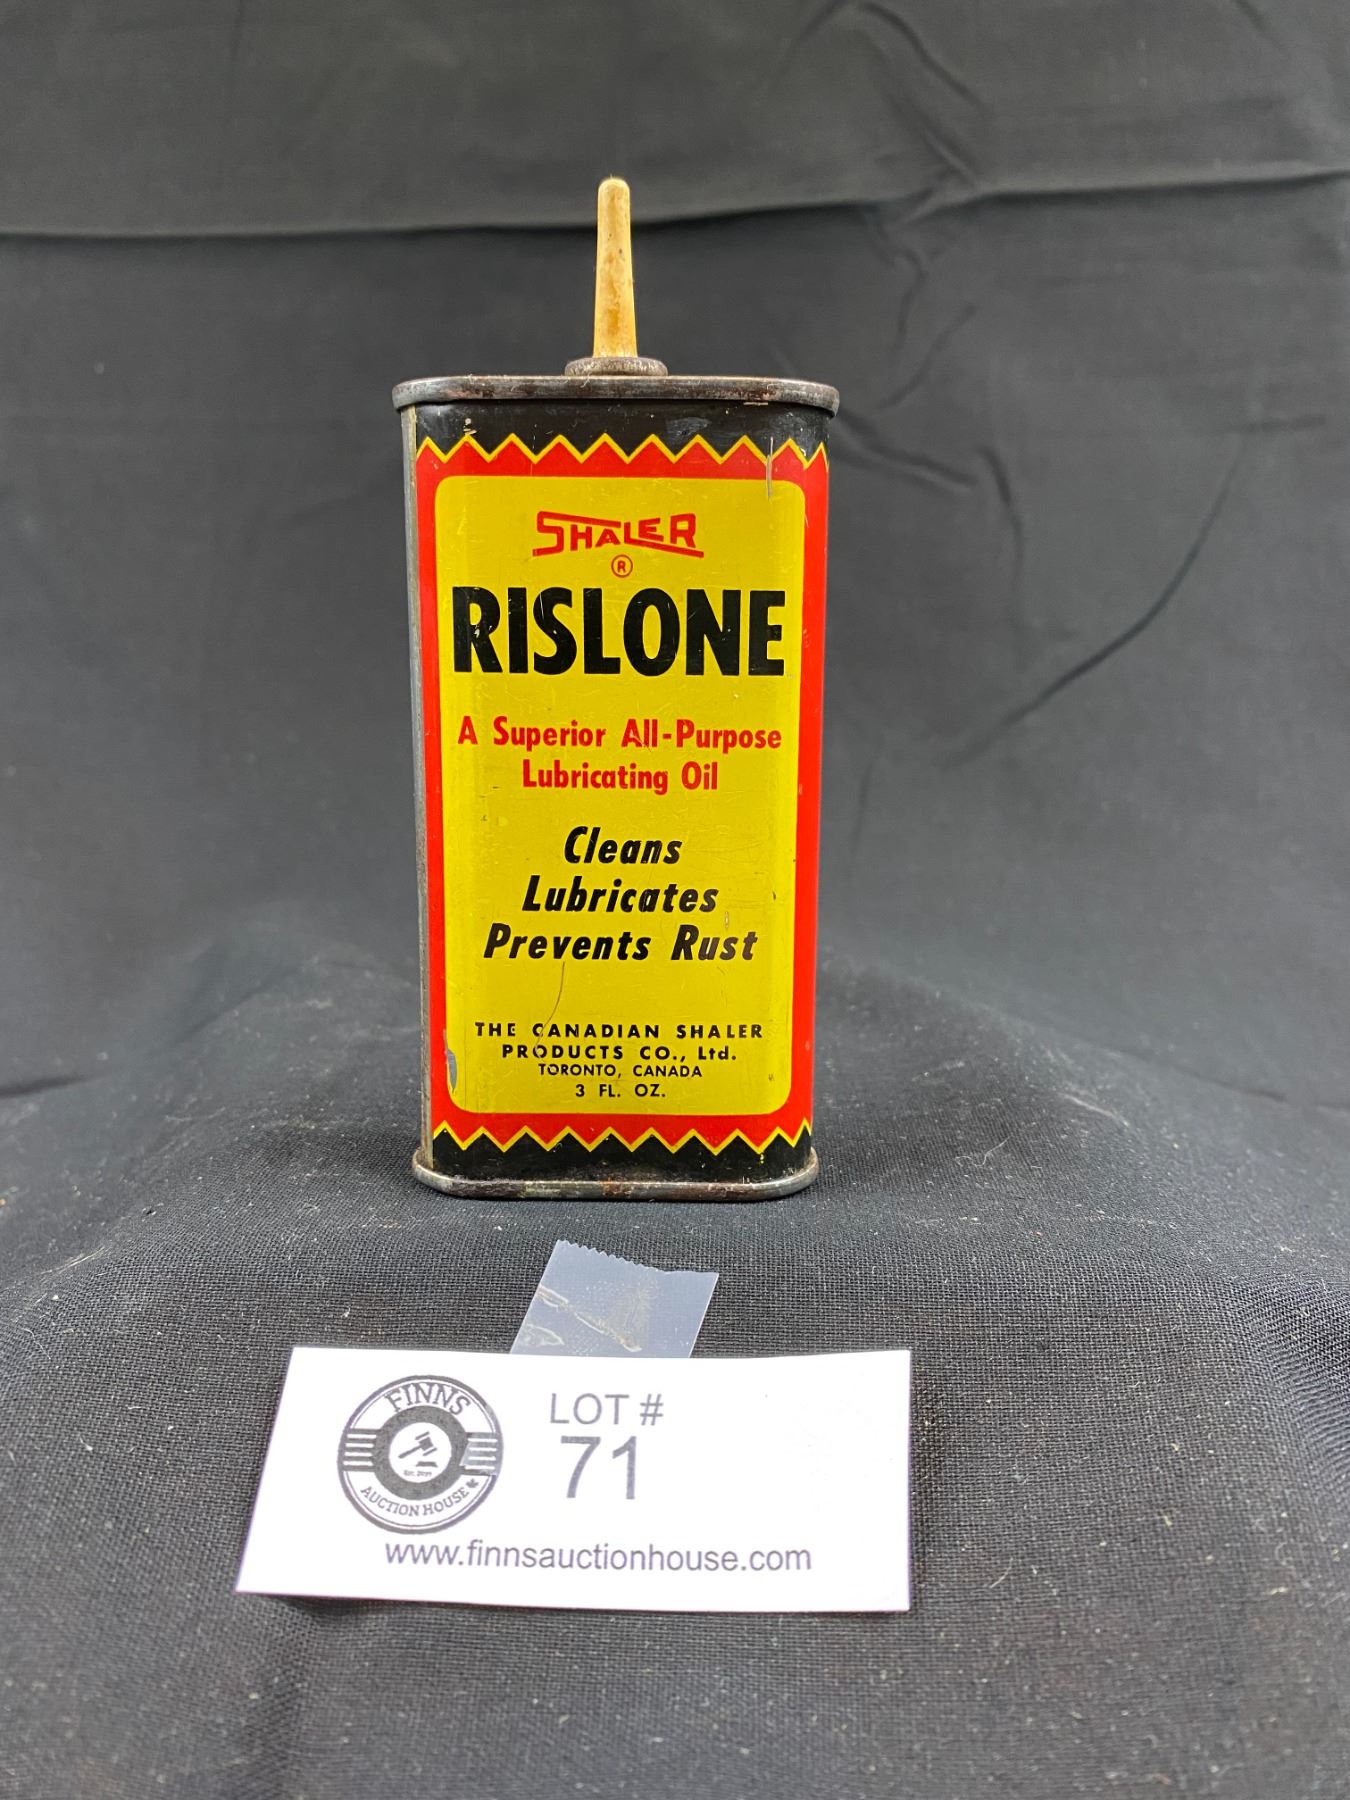 SHALER
®
RISLONE
A Superior All-Purpose
Lubricating Oil
Cleans
Lubricates
Prevents Rust
THE CANADIAN SHALER
PRODUCTS CO., Ltd.
TORONTO, CANADA
3 FL. OZ.
FINNS
AUCTION HOUSE
LOT #
71
www.finnsauctionhouse.com